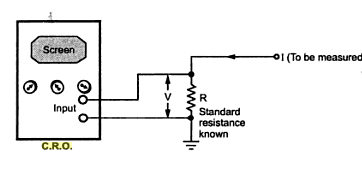 Screen
I (To be measured
Input
V
R
Standard
resistance
known
C.R.O.